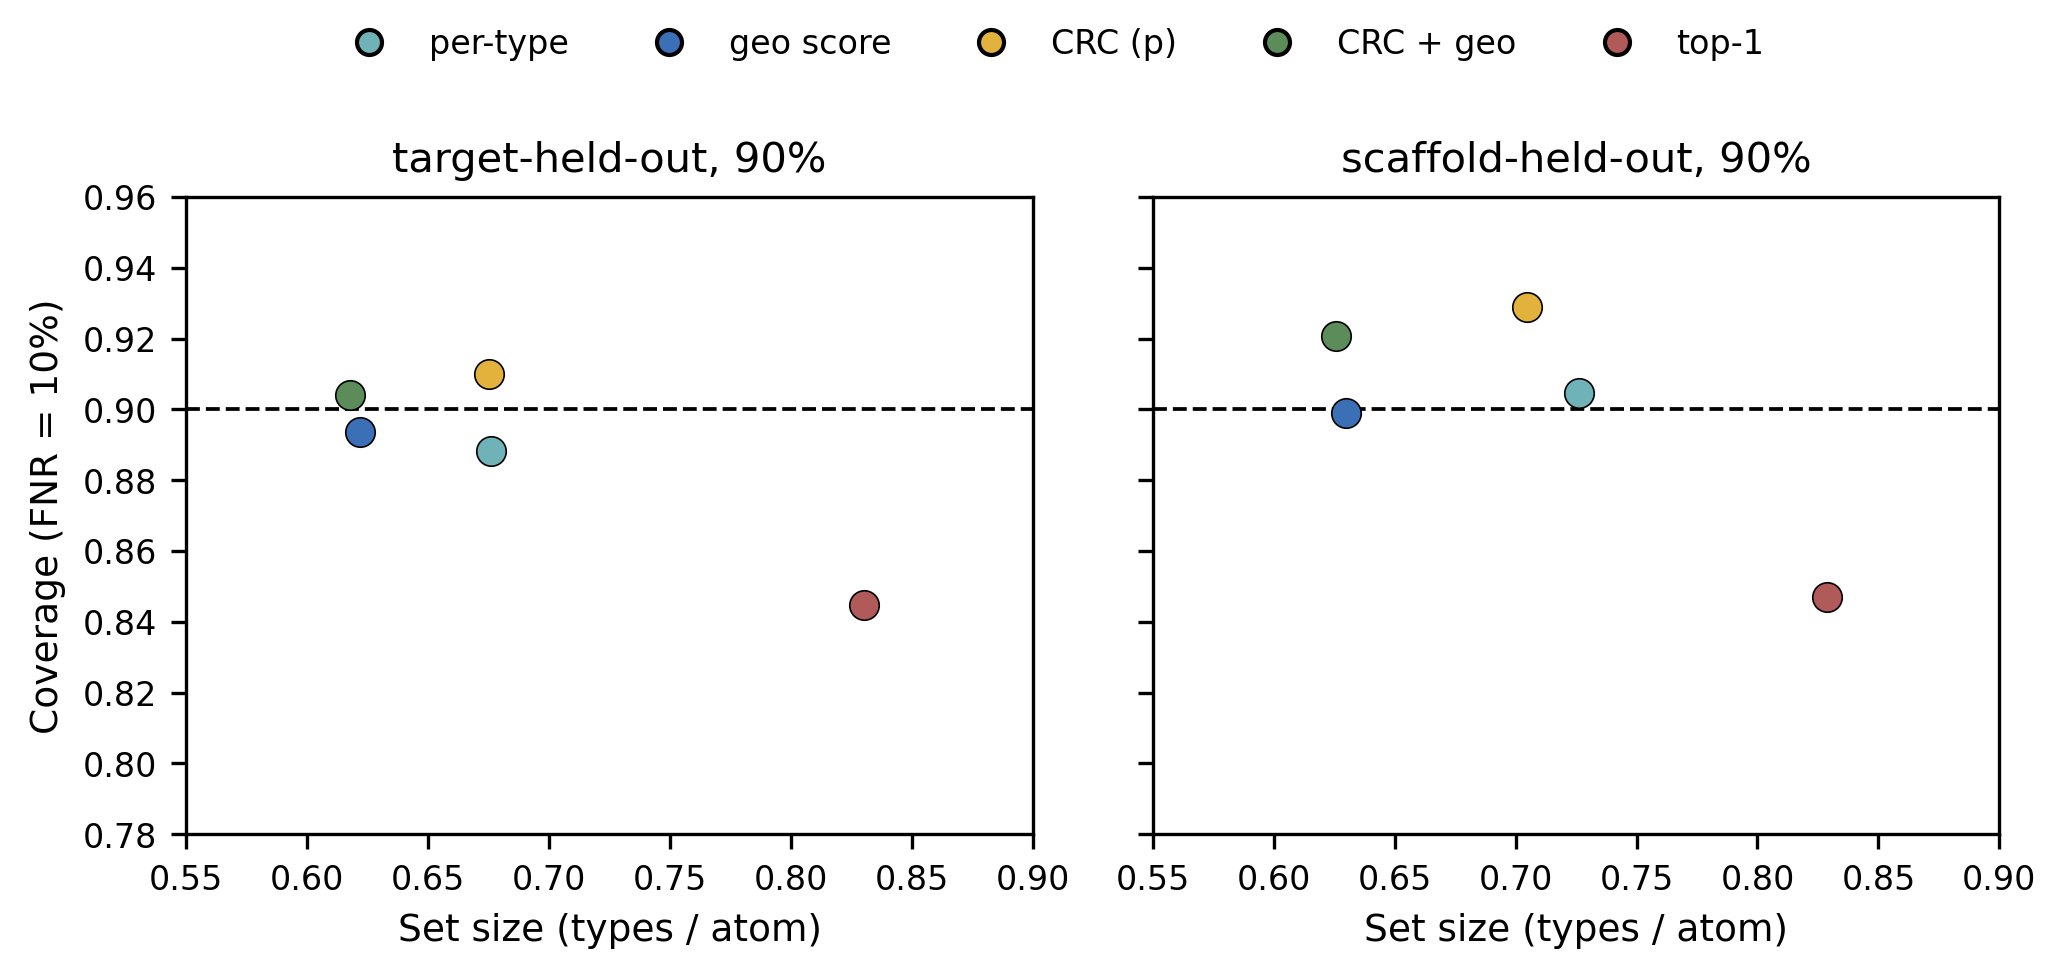 per-type geo score CRC (p) CRC + geo top-1
target-held-out, 90%
scaffold-held-out, 90%
Coverage (FNR = 10%)
0.96
0.94
0.92
0.90
0.88
0.86
0.84
0.82
0.80
0.78
0.55 0.60 0.65 0.70 0.75 0.80 0.85 0.90
Set size (types / atom)
0.55 0.60 0.65 0.70 0.75 0.80 0.85 0.90
Set size (types / atom)